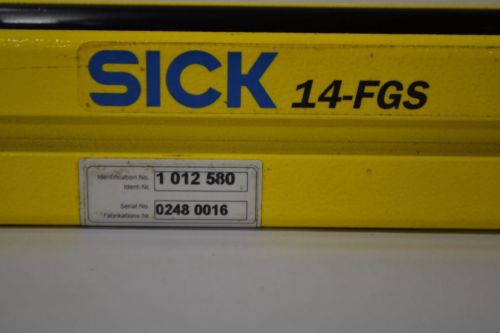 SICK 14-FGS
Identification No. 1 012 580
Ident. Nr.
Serial No. 0248 0016
Fabrikations-Nr.